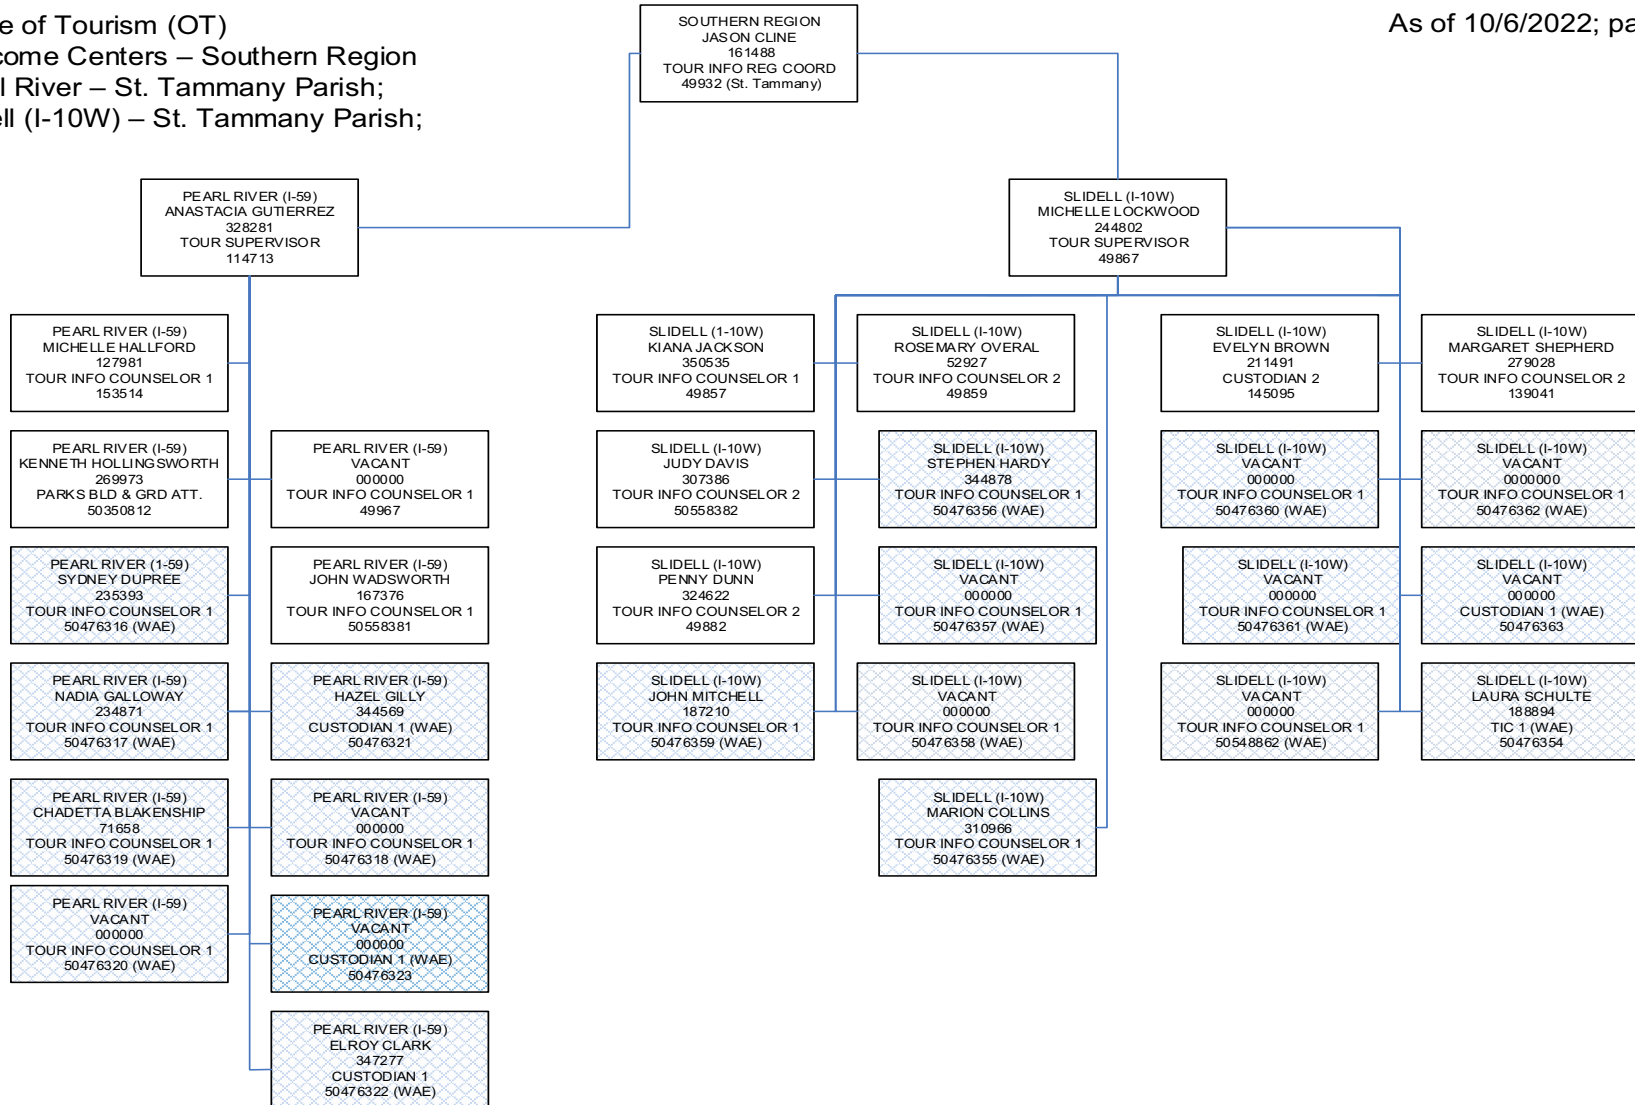 e of Tourism (OT)
come Centers – Southern Region
l River – St. Tammany Parish;
ell (I-10W) – St. Tammany Parish;
SOUTHERN REGION
JASON CLINE
161488
TOUR INFO REG COORD
49932 (St. Tammany)
As of 10/6/2022; pa
PEARL RIVER (I-59)
ANASTACIA GUTIERREZ
328281
TOUR SUPERVISOR
114713
SLIDELL (I-10W)
MICHELLE LOCKWOOD
244802
TOUR SUPERVISOR
49867
PEARL RIVER (I-59)
MICHELLE HALLFORD
127981
TOUR INFO COUNSELOR 1
153514
SLIDELL (1-10W)
KIANA JACKSON
350535
TOUR INFO COUNSELOR 1
49857
SLIDELL (I-10W)
ROSEMARY OVERAL
52927
TOUR INFO COUNSELOR 2
49859
SLIDELL (I-10W)
EVELYN BROWN
211491
CUSTODIAN 2
145095
SLIDELL (I-10W)
MARGARET SHEPHERD
279028
TOUR INFO COUNSELOR 2
139041
PEARL RIVER (I-59)
KENNETH HOLLINGSWORTH
269973
PARKS BLD & GRD ATT.
50350812
PEARL RIVER (I-59)
VACANT
000000
TOUR INFO COUNSELOR 1
49967
SLIDELL (I-10W)
JUDY DAVIS
307386
TOUR INFO COUNSELOR 2
50558382
SLIDELL (I-10W)
STEPHEN HARDY
344878
TOUR INFO COUNSELOR 1
50476356 (WAE)
SLIDELL (I-10W)
VACANT
000000
TOUR INFO COUNSELOR 1
50476360 (WAE)
SLIDELL (I-10W)
VACANT
0000000
TOUR INFO COUNSELOR 1
50476362 (WAE)
PEARL RIVER (1-59)
SYDNEY DUPREE
235393
TOUR INFO COUNSELOR 1
50476316 (WAE)
PEARL RIVER (I-59)
JOHN WADSWORTH
167376
TOUR INFO COUNSELOR 1
50558381
SLIDELL (I-10W)
PENNY DUNN
324622
TOUR INFO COUNSELOR 2
49882
SLIDELL (I-10W)
VACANT
000000
TOUR INFO COUNSELOR 1
50476357 (WAE)
SLIDELL (I-10W)
VACANT
000000
TOUR INFO COUNSELOR 1
50476361 (WAE)
SLIDELL (I-10W)
VACANT
000000
CUSTODIAN 1 (WAE)
50476363
PEARL RIVER (I-59)
NADIA GALLOWAY
234871
TOUR INFO COUNSELOR 1
50476317 (WAE)
PEARL RIVER (I-59)
HAZEL GILLY
344569
CUSTODIAN 1 (WAE)
50476321
SLIDELL (I-10W)
JOHN MITCHELL
187210
TOUR INFO COUNSELOR 1
50476359 (WAE)
SLIDELL (I-10W)
VACANT
000000
TOUR INFO COUNSELOR 1
50476358 (WAE)
SLIDELL (I-10W)
VACANT
000000
TOUR INFO COUNSELOR 1
50548862 (WAE)
SLIDELL (I-10W)
LAURA SCHULTE
188894
TIC 1 (WAE)
50476354
PEARL RIVER (I-59)
CHADETTA BLAKENSHIP
71658
TOUR INFO COUNSELOR 1
50476319 (WAE)
PEARL RIVER (I-59)
VACANT
000000
TOUR INFO COUNSELOR 1
50476318 (WAE)
SLIDELL (I-10W)
MARION COLLINS
310966
TOUR INFO COUNSELOR 1
50476355 (WAE)
PEARL RIVER (I-59)
VACANT
000000
TOUR INFO COUNSELOR 1
50476320 (WAE)
PEARL RIVER (I-59)
VACANT
000000
CUSTODIAN 1 (WAE)
50476323
PEARL RIVER (I-59)
ELROY CLARK
347277
CUSTODIAN 1
50476322 (WAE)